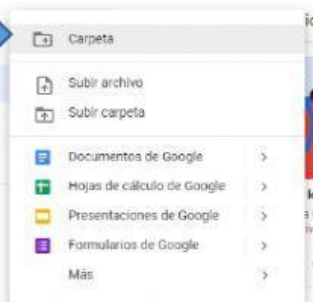 Carpeta
Subir archivo
Subir carpeta
Documentos de Google
Hojas de cálculo de Google
Presentaciones de Google
Formularios de Google
Más